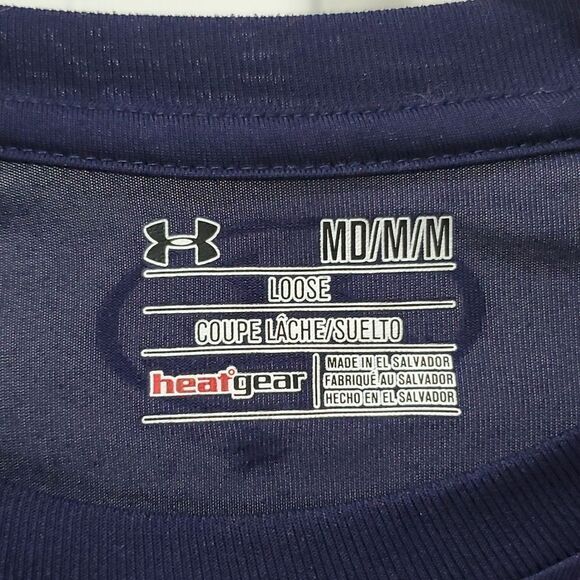 MD/M/M
LOOSE
COUPE LÂCHE/SUELTO
heatgear
MADE IN EL SALVADOR
FABRIQUÉ AU SALVADOR
HECHO EN EL SALVADOR